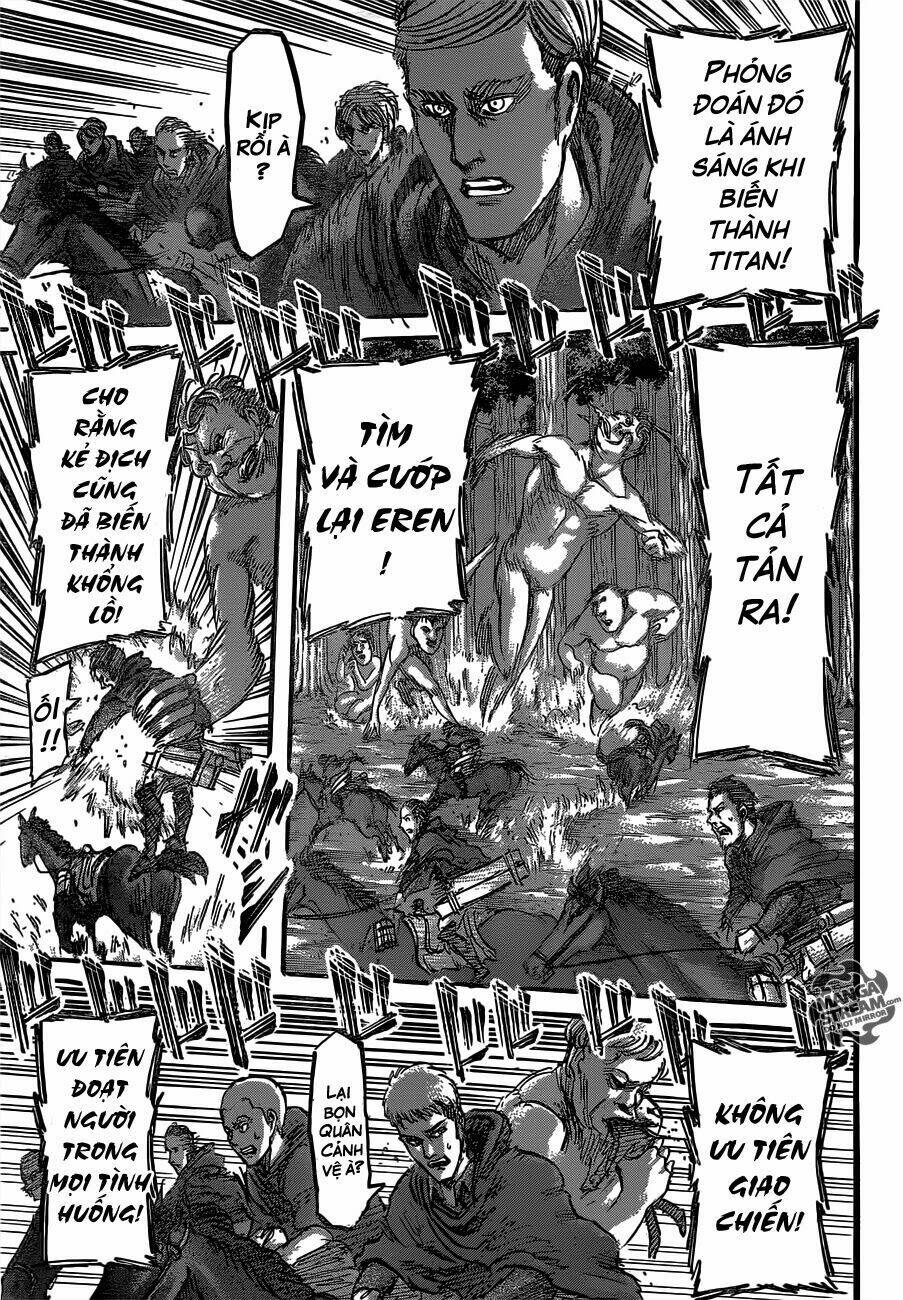 PHỎNG
ĐOÁN ĐÓ
LÀ ÁNH
SÁNG KHI
BIẾN
THÀNH
TITAN!
KỊP
RỒI À
?
TẤT
CẢ
TẢN
RA!
TÌM
VÀ CƯỚP
LẠI EREN
!
CHO
RẰNG
KẺ ĐỊCH
CŨNG
ĐÃ BIẾN
THÀNH
KHỔNG
LỒ!
ỐI
!!
KHÔNG
ƯU TIÊN
GIAO
CHIẾN!
LẠI
BỌN
QUÂN
CẢNH
VỆ À?
ƯU TIÊN
ĐOẠT
NGƯỜI
TRONG
MỌI TÌNH
HUỐNG!
MANGA
STREAM.com
DO NOT MIRROR